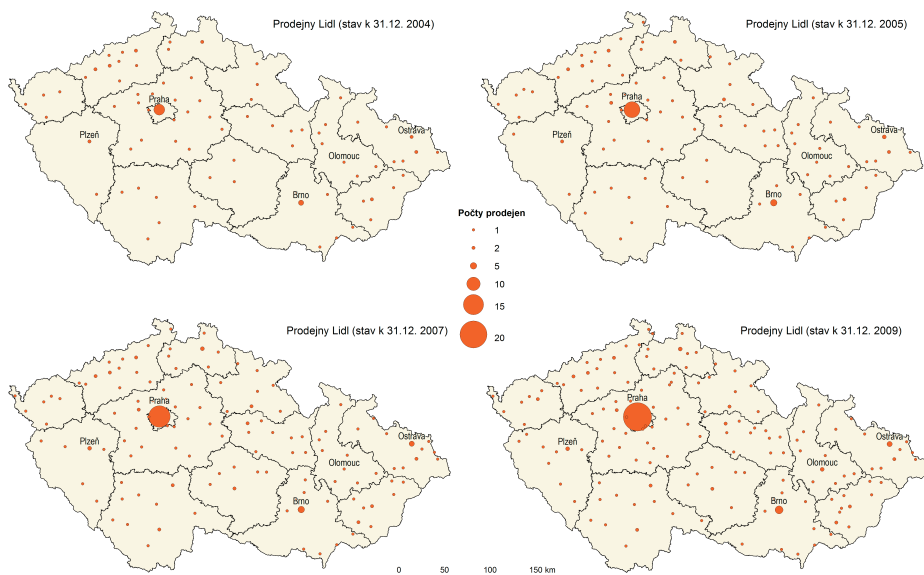 Prodejny Lidl (stav k 31.12. 2004)
Praha
Plzeň
Ostrava
Olomouc
Brno
Prodejny Lidl (stav k 31.12. 2005)
Praha
Plzeň
Ostrava
Olomouc
Brno
Počty prodejen
1
2
5
10
15
20
Prodejny Lidl (stav k 31.12. 2007)
Praha
Plzeň
Ostrava
Olomouc
Brno
Prodejny Lidl (stav k 31.12. 2009)
Praha
Plzeň
Ostrava
Olomouc
Brno
0 50 100 150 km